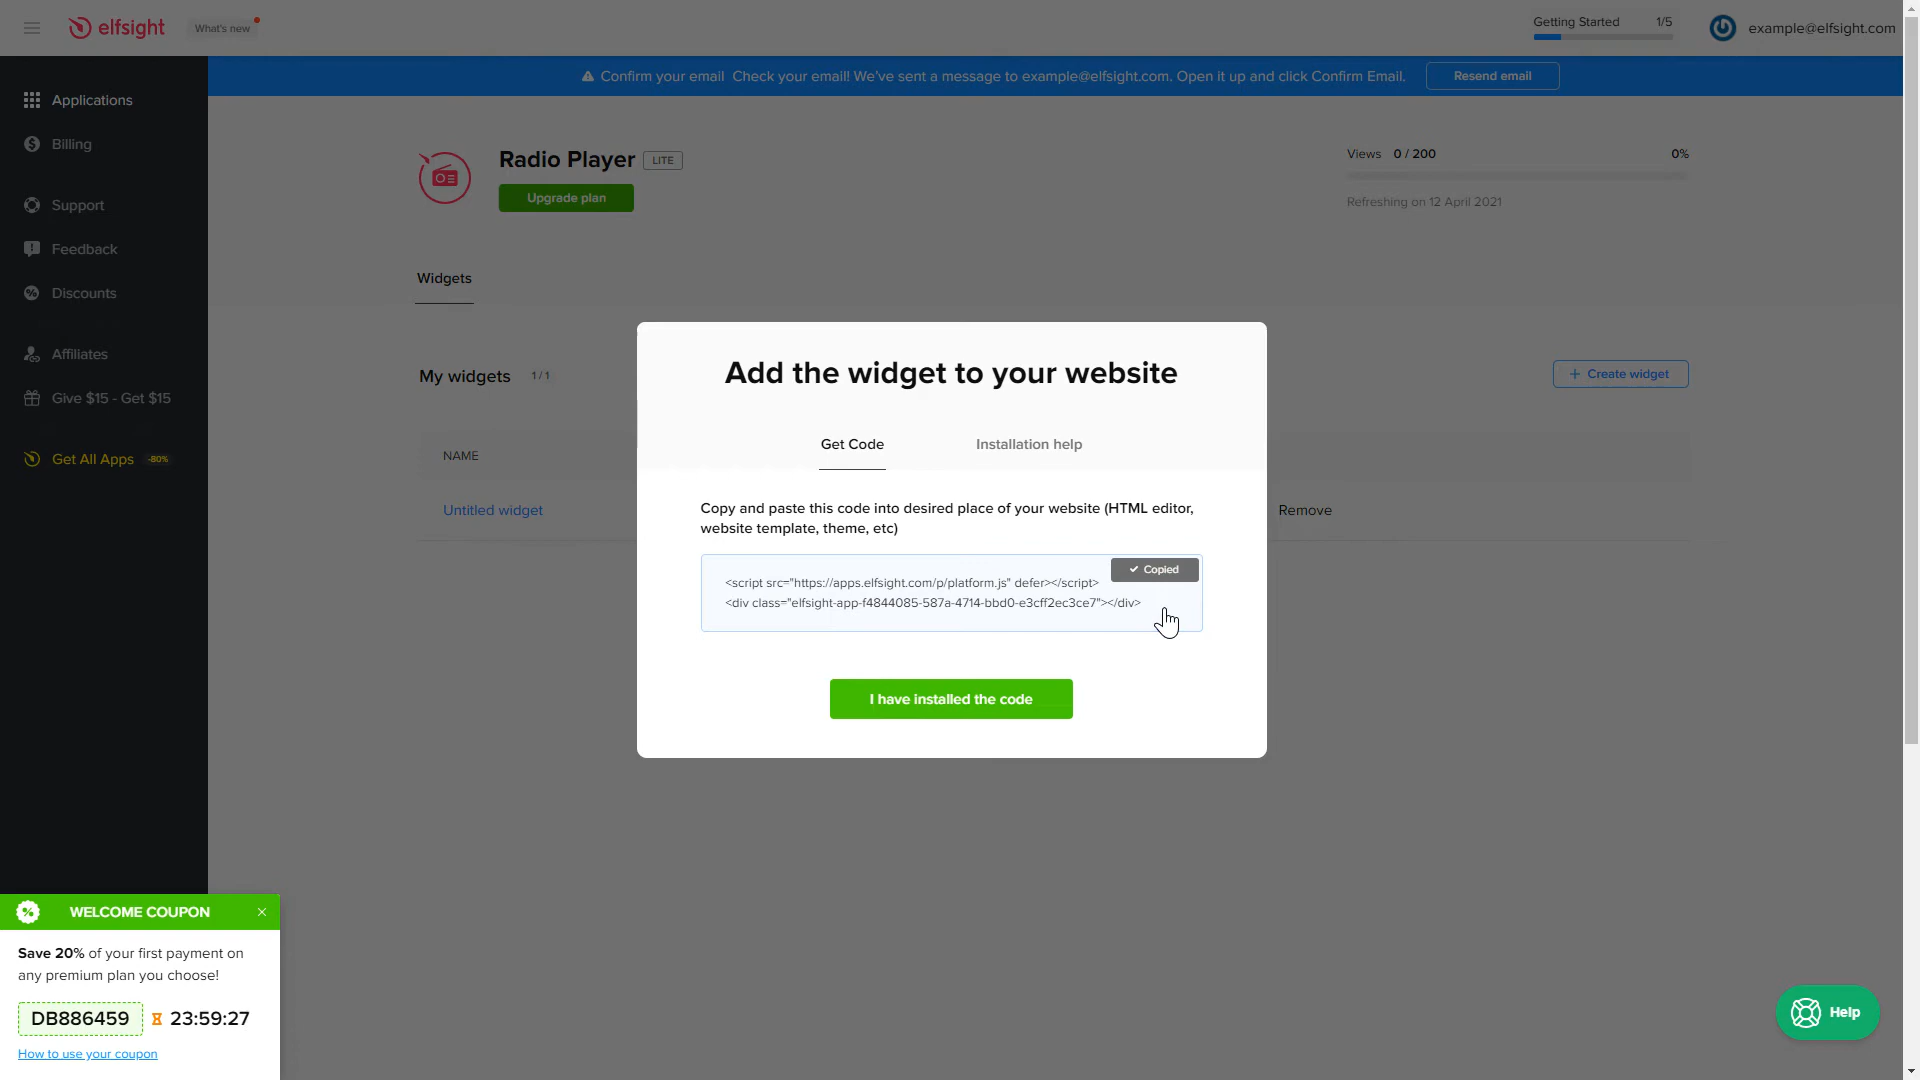 elfsight
What's new
Getting Started 1/5
example@elfsight.com
Confirm your email Check your email! We've sent a message to example@elfsight.com. Open it up and click Confirm Email.
Resend email
Applications
Billing
Support
Feedback
Discounts
Affiliates
Give $15 - Get $15
Get All Apps -80%
Radio Player LITE
Upgrade plan
Views 0 / 200 0%
Refreshing on 12 April 2021
Widgets
My widgets 1 / 1
+ Create widget
NAME
Untitled widget
Remove
Add the widget to your website
Get Code Installation help
Copy and paste this code into desired place of your website (HTML editor,
website template, theme, etc)
Copied
<script src="https://apps.elfsight.com/p/platform.js" defer></script>
<div class="elfsight-app-f4844085-587a-4714-bbd0-e3cff2ec3ce7"></div>
I have installed the code
WELCOME COUPON
Save 20% of your first payment on
any premium plan you choose!
DB886459 23:59:27
How to use your coupon
Help